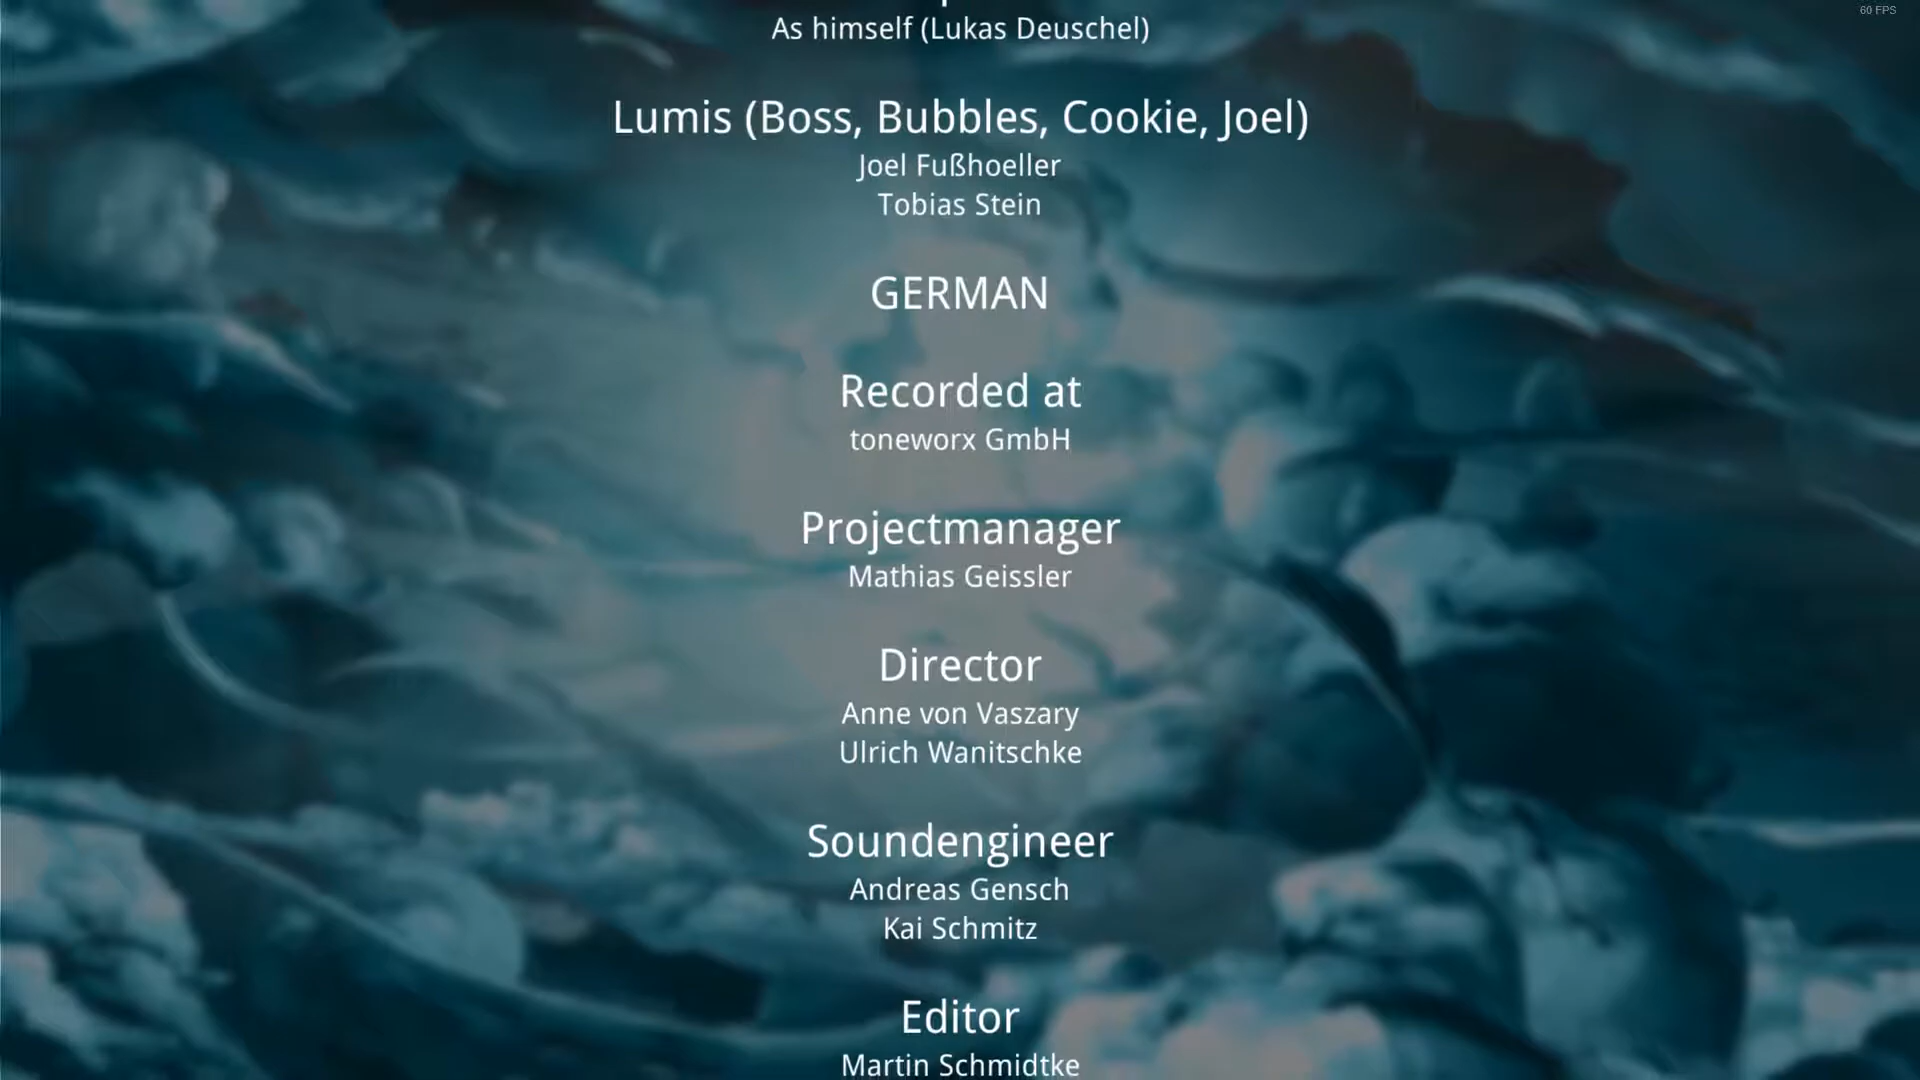 60 FPS
As himself (Lukas Deuschel)
Lumis (Boss, Bubbles, Cookie, Joel)
Joel Fußhoeller
Tobias Stein
GERMAN
Recorded at
toneworx GmbH
Projectmanager
Mathias Geissler
Director
Anne von Vaszary
Ulrich Wanitschke
Soundengineer
Andreas Gensch
Kai Schmitz
Editor
Martin Schmidtke